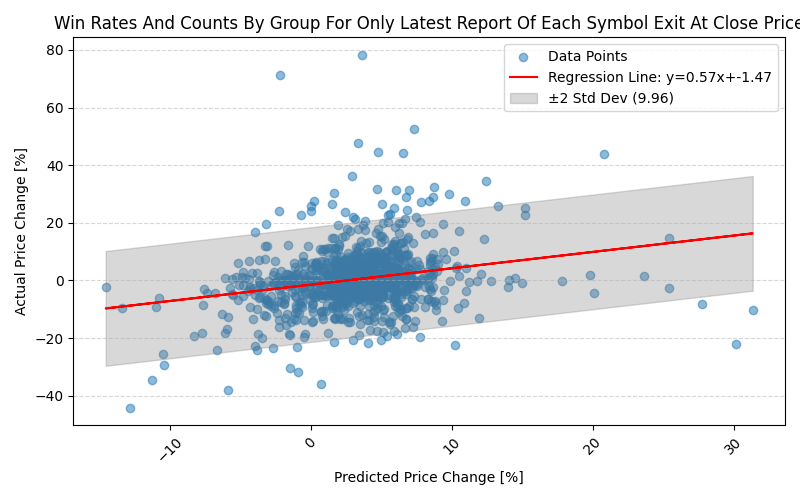 Win Rates And Counts By Group For Only Latest Report Of Each Symbol Exit At Close Price
Data Points
Regression Line: y=0.57x+-1.47
±2 Std Dev (9.96)
80
60
40
20
0
−20
−40
Actual Price Change [%]
−10
0
10
20
30
Predicted Price Change [%]